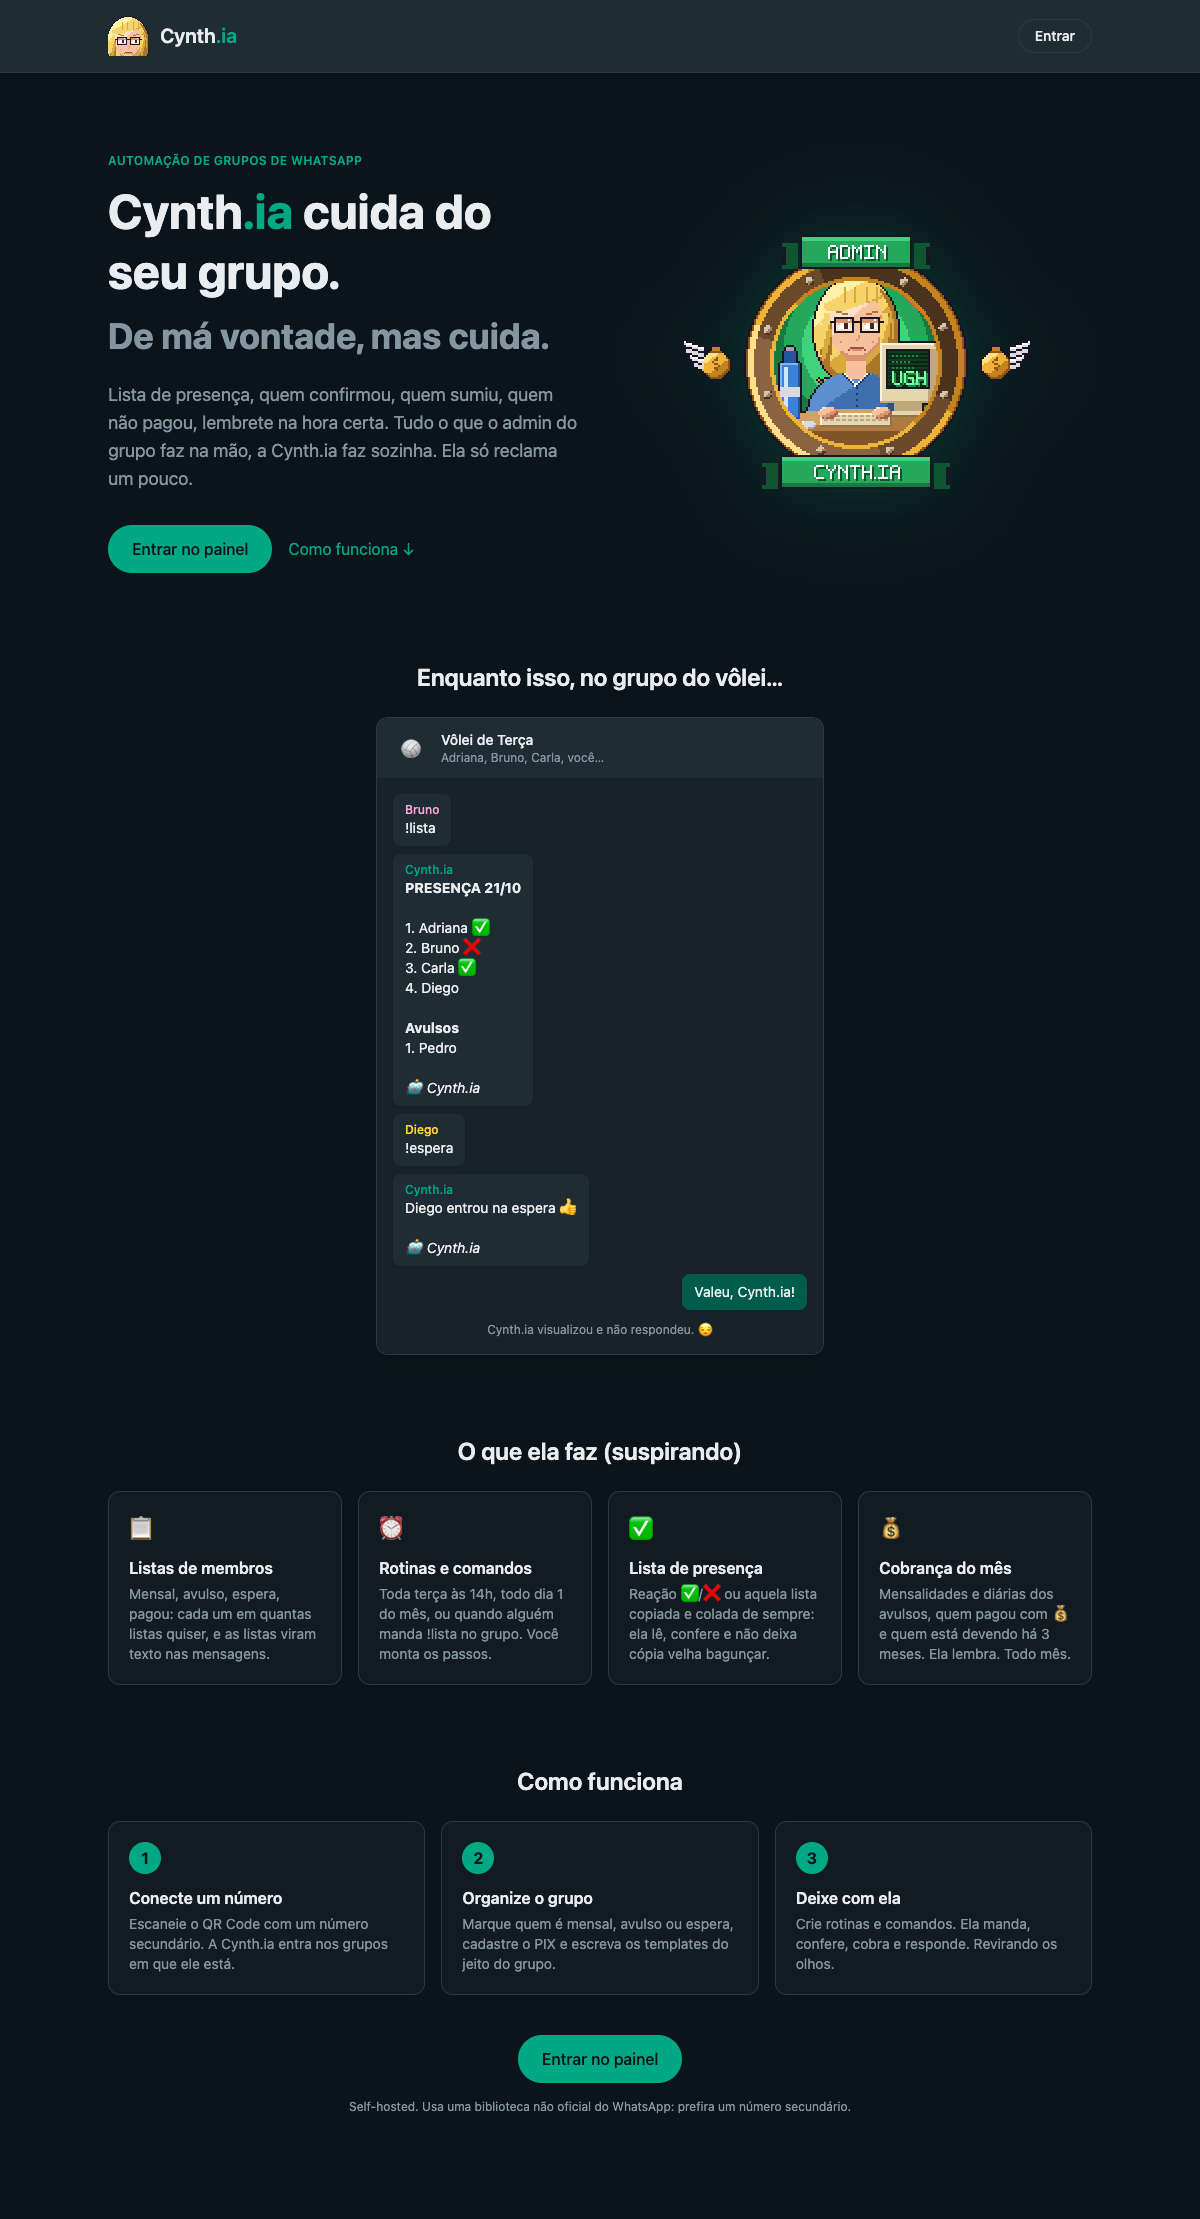 Cynth.ia
Entrar
AUTOMAÇÃO DE GRUPOS DE WHATSAPP
Cynth.ia cuida do
seu grupo.
De má vontade, mas cuida.
Lista de presença, quem confirmou, quem sumiu, quem
não pagou, lembrete na hora certa. Tudo o que o admin do
grupo faz na mão, a Cynth.ia faz sozinha. Ela só reclama
um pouco.
Entrar no painel
Como funciona ↓
ADMIN
UGH
CYNTH.IA
Enquanto isso, no grupo do vôlei...
Vôlei de Terça
Adriana, Bruno, Carla, você...
Bruno
!lista
Cynth.ia
PRESENÇA 21/10
1. Adriana ✅
2. Bruno ❌
3. Carla ✅
4. Diego
Avulsos
1. Pedro
🤖 Cynth.ia
Diego
!espera
Cynth.ia
Diego entrou na espera 👍
🤖 Cynth.ia
Valeu, Cynth.ia!
Cynth.ia visualizou e não respondeu. 😒
O que ela faz (suspirando)
📋
Listas de membros
Mensal, avulso, espera,
pagou: cada um em quantas
listas quiser, e as listas viram
texto nas mensagens.
⏰
Rotinas e comandos
Toda terça às 14h, todo dia 1
do mês, ou quando alguém
manda !lista no grupo. Você
monta os passos.
✅
Lista de presença
Reação ✅/❌ ou aquela lista
copiada e colada de sempre:
ela lê, confere e não deixa
cópia velha bagunçar.
💰
Cobrança do mês
Mensalidades e diárias dos
avulsos, quem pagou com 💰
e quem está devendo há 3
meses. Ela lembra. Todo mês.
Como funciona
1
Conecte um número
Escaneie o QR Code com um número
secundário. A Cynth.ia entra nos grupos
em que ele está.
2
Organize o grupo
Marque quem é mensal, avulso ou espera,
cadastre o PIX e escreva os templates do
jeito do grupo.
3
Deixe com ela
Crie rotinas e comandos. Ela manda,
confere, cobra e responde. Revirando os
olhos.
Entrar no painel
Self-hosted. Usa uma biblioteca não oficial do WhatsApp: prefira um número secundário.